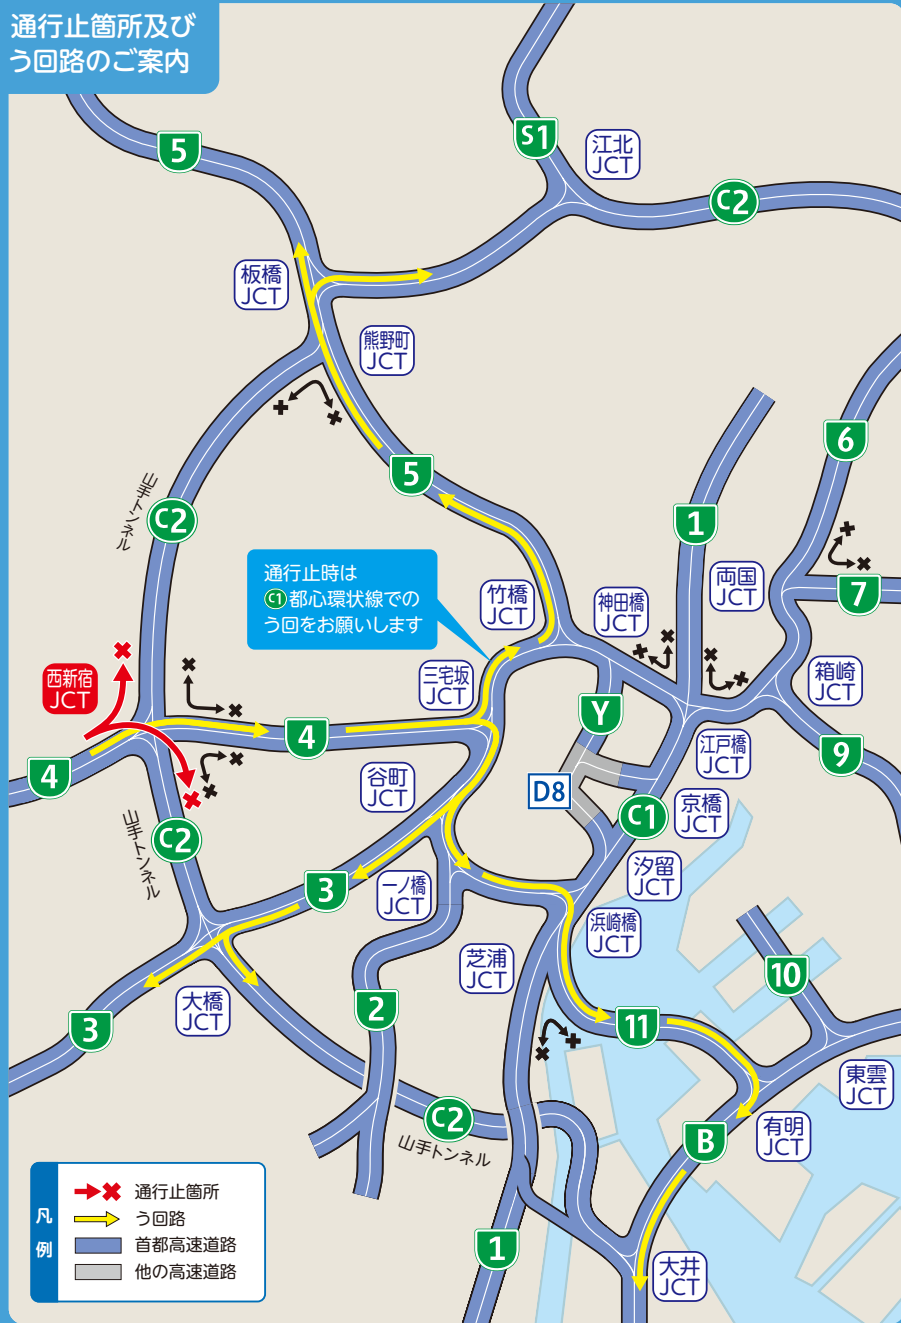 通行止箇所及び
う回路のご案内
5
S1
江北
JCT
C2
板橋
JCT
熊野町
JCT
6
5
山手トンネル
C2
1
通行止時は
C1都心環状線での
う回をお願いします
竹橋
JCT
神田橋
JCT
両国
JCT
7
西新宿
JCT
三宅坂
JCT
箱崎
JCT
Y
4
4
江戸橋
JCT
9
谷町
JCT
D8
C1
京橋
JCT
山手トンネル
C2
汐留
JCT
3
一ノ橋
JCT
浜崎橋
JCT
芝浦
JCT
10
大橋
JCT
2
3
11
東雲
JCT
C2
山手トンネル
B
有明
JCT
1
大井
JCT
凡例
通行止箇所
う回路
首都高速道路
他の高速道路